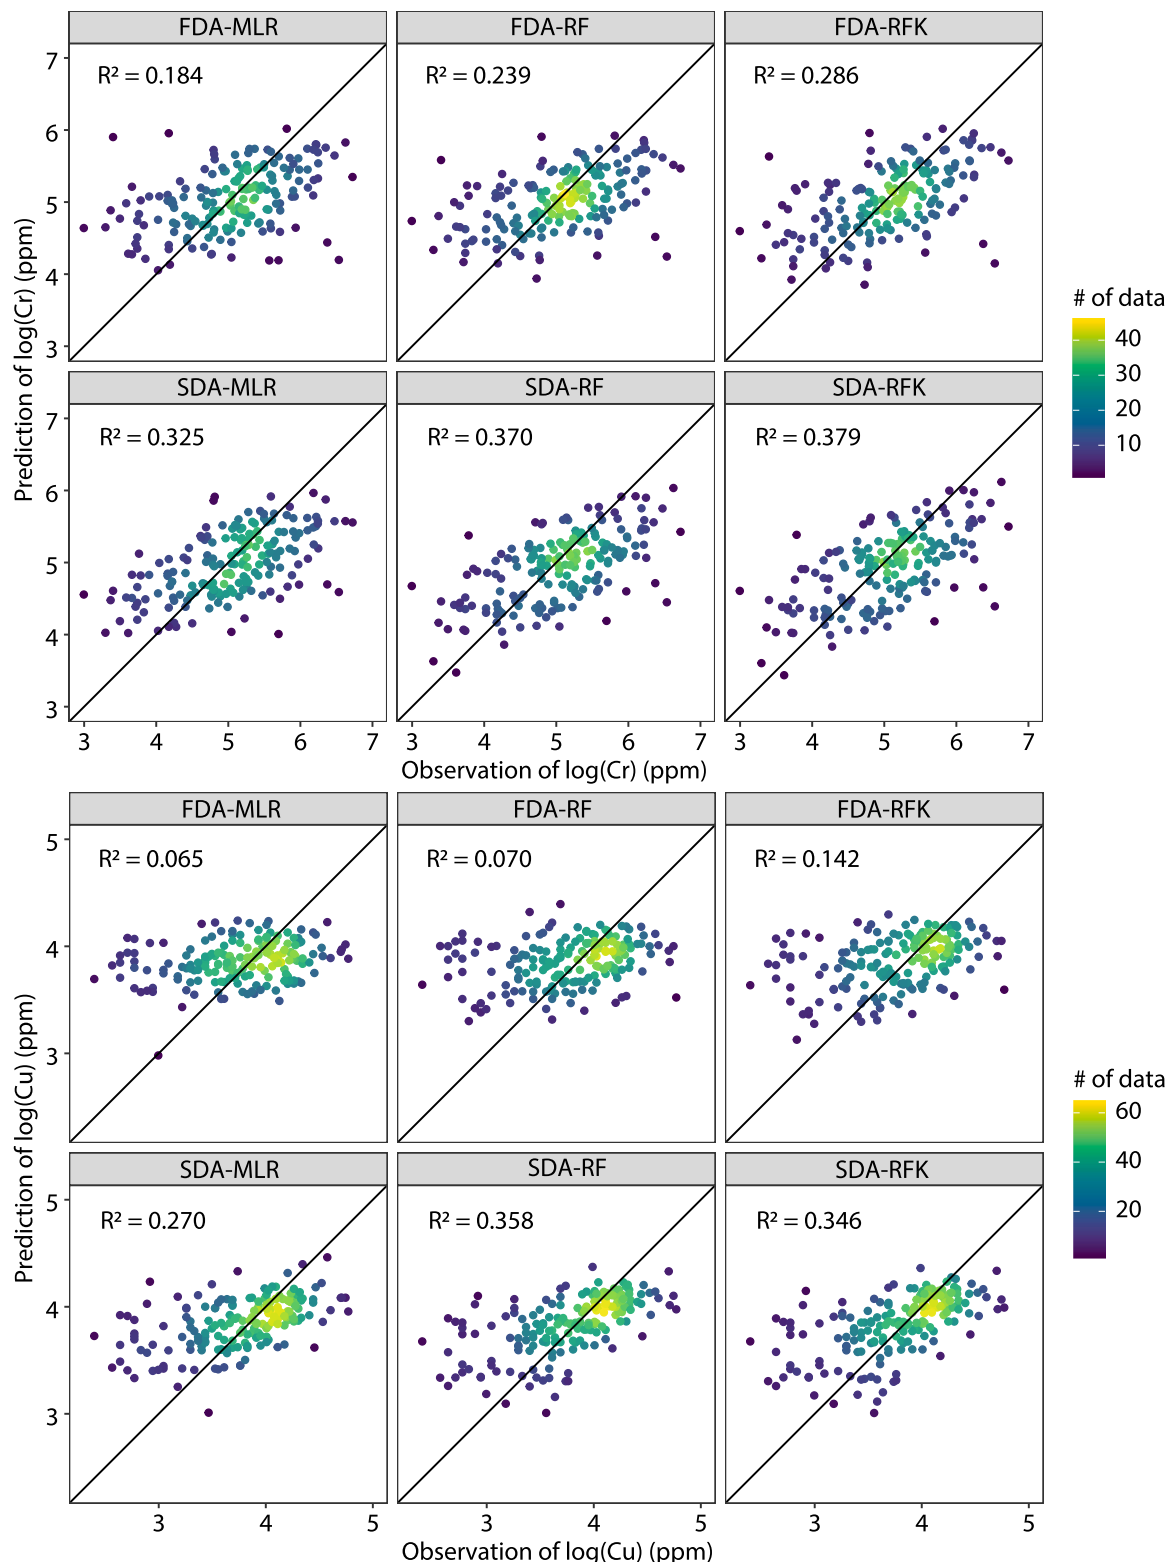 FDA-MLR FDA-RF FDA-RFK
7
R² = 0.184 R² = 0.239 R² = 0.286
6
5
4
3
SDA-MLR SDA-RF SDA-RFK
7
R² = 0.325 R² = 0.370 R² = 0.379
6
5
4
3
3 4 5 6 7 3 4 5 6 7 3 4 5 6 7
Prediction of log(Cr) (ppm)
Observation of log(Cr) (ppm)
# of data
40
30
20
10
FDA-MLR FDA-RF FDA-RFK
5
R² = 0.065 R² = 0.070 R² = 0.142
4
3
SDA-MLR SDA-RF SDA-RFK
5
R² = 0.270 R² = 0.358 R² = 0.346
4
3
3 4 5 3 4 5 3 4 5
Prediction of log(Cu) (ppm)
Observation of log(Cu) (ppm)
# of data
60
40
20